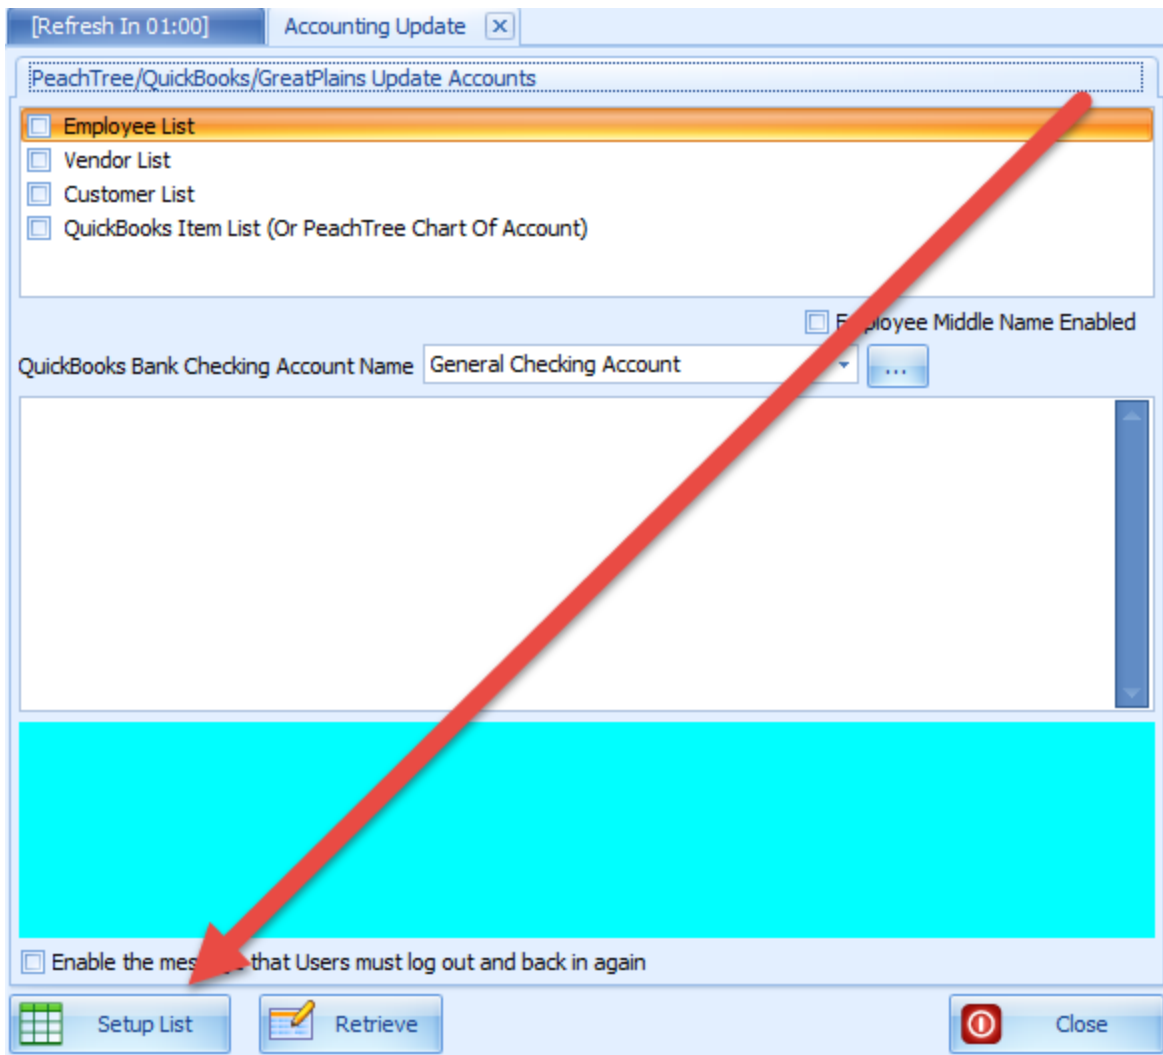 [Refresh In 01:00] Accounting Update
PeachTree/QuickBooks/GreatPlains Update Accounts
Employee List
Vendor List
Customer List
QuickBooks Item List (Or PeachTree Chart Of Account)
Employee Middle Name Enabled
QuickBooks Bank Checking Account Name General Checking Account ...
Enable the message that Users must log out and back in again
Setup List Retrieve Close